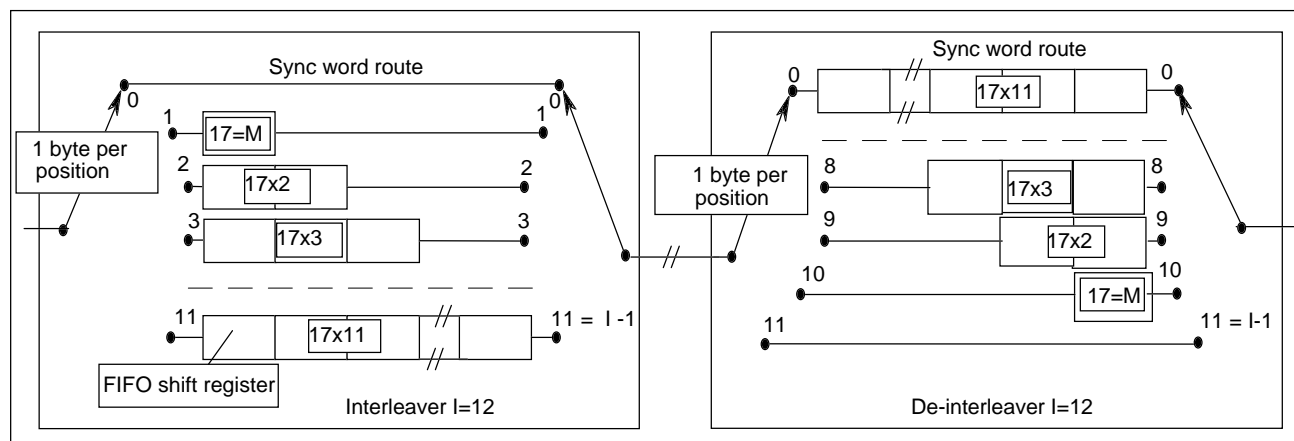 Sync word route
0
0
1
17=M
1
1 byte per
position
2
17x2
2
3
17x3
3
11
17x11
11 = I -1
FIFO shift register
Interleaver I=12
Sync word route
0
17x11
0
1 byte per
position
8
17x3
8
9
17x2
9
10
17=M
10
11
11 = I-1
De-interleaver I=12